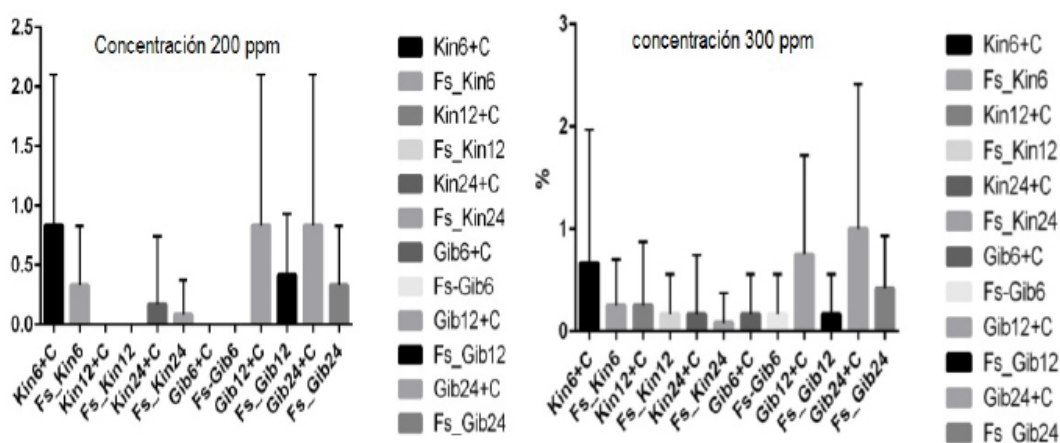 Concentración 200 ppm
2.5
2.0
1.5
1.0
0.5
0.0
Kin6+C
Fs_Kin6
Kin12+C
Fs_Kin12
Kin24+C
Fs_Kin24
Gib6+C
Fs-Gib6
Gib12+C
Fs_Gib12
Gib24+C
Fs_Gib24
Kin6+C
Fs_Kin6
Kin12+C
Fs_Kin12
Kin24+C
Fs_Kin24
Gib6+C
Fs-Gib6
Gib12+C
Fs_Gib12
Gib24+C
Fs_Gib24
concentración 300 ppm
%
3
2
1
0
Kin6+C
Fs_Kin6
Kin12+C
Fs_Kin12
Kin24+C
Fs_Kin24
Gib6+C
Fs-Gib6
Gib12+C
Fs_Gib12
Gib24+C
Fs_Gib24
Kin6+C
Fs_Kin6
Kin12+C
Fs_Kin12
Kin24+C
Fs_Kin24
Gib6+C
Fs-Gib6
Gib12+C
Fs_Gib12
Gib24+C
Fs_Gib24